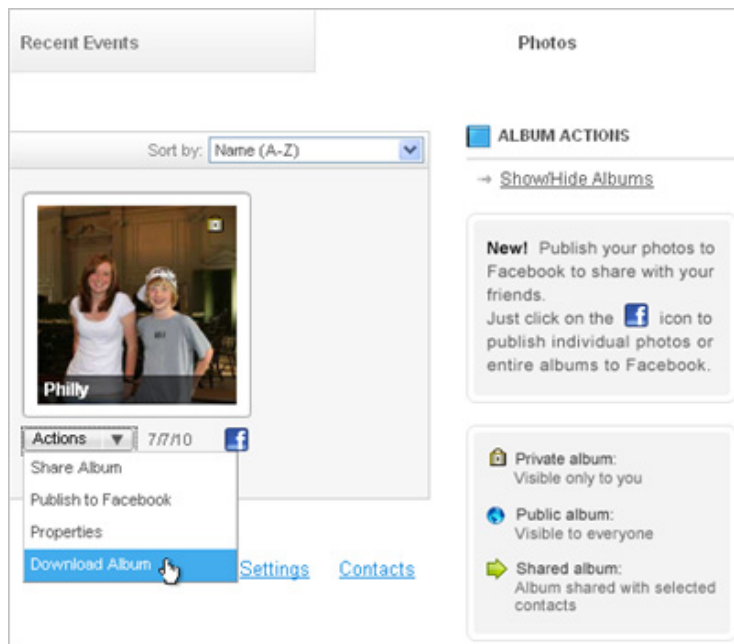 Recent Events
Photos
Sort by: Name (A-Z)
Philly
Actions 7/7/10
Share Album
Publish to Facebook
Properties
Download Album
Settings Contacts
ALBUM ACTIONS
→ Show/Hide Albums
New! Publish your photos to
Facebook to share with your
friends.
Just click on the f icon to
publish individual photos or
entire albums to Facebook.
Private album:
Visible only to you
Public album:
Visible to everyone
Shared album:
Album shared with selected
contacts